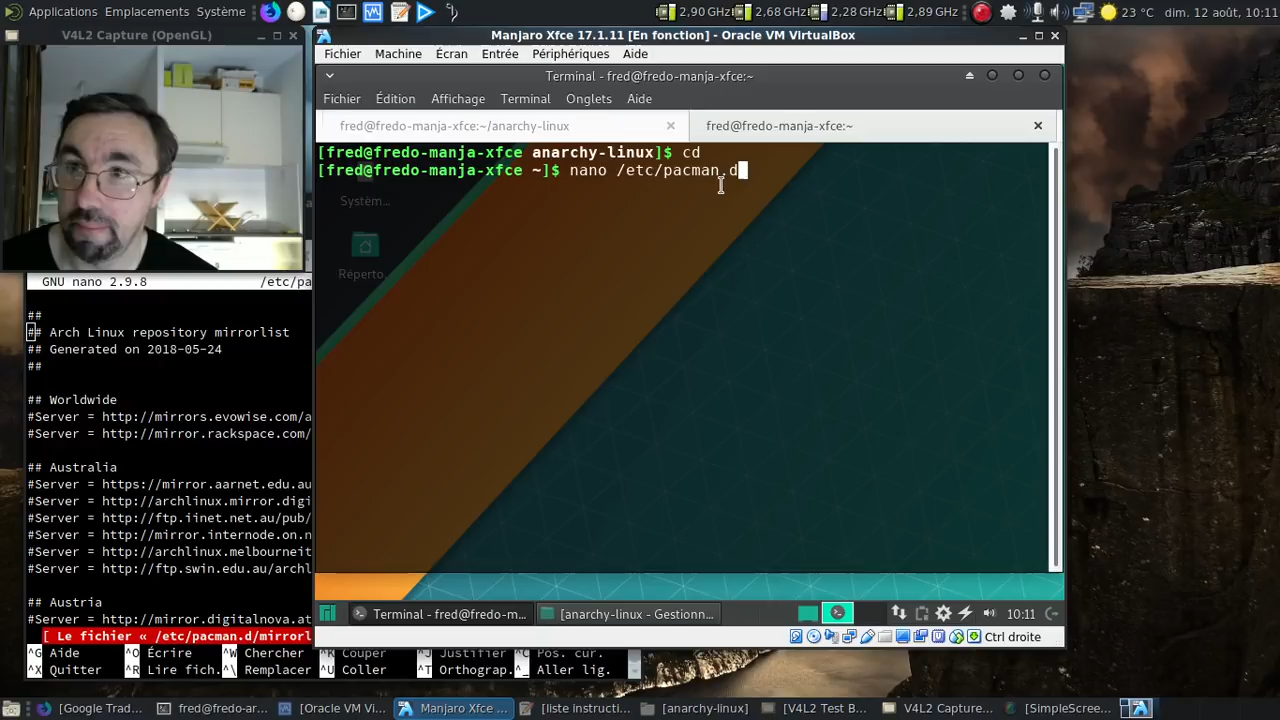 Applications Emplacements Système
2,90 GHz 2,68 GHz 2,28 GHz 2,89 GHz 23 °C dim. 12 août, 10:11
V4L2 Capture (OpenGL)
Manjaro Xfce 17.1.11 [En fonction] - Oracle VM VirtualBox
Fichier Machine Écran Entrée Périphériques Aide
Terminal - fred@fredo-manja-xfce:~
Fichier Édition Affichage Terminal Onglets Aide
fred@fredo-manja-xfce:~/anarchy-linux fred@fredo-manja-xfce:~
[fred@fredo-manja-xfce anarchy-linux]$ cd
[fred@fredo-manja-xfce ~]$ nano /etc/pacman.d
Systèm...
Réperto...
GNU nano 2.9.8 /etc/pa
##
## Arch Linux repository mirrorlist
## Generated on 2018-05-24
##
## Worldwide
#Server = http://mirrors.evowise.com/a
#Server = http://mirror.rackspace.com/
## Australia
#Server = https://mirror.aarnet.edu.au
#Server = http://archlinux.mirror.digi
#Server = http://ftp.iinet.net.au/pub/
#Server = http://mirror.internode.on.n
#Server = http://archlinux.melbourneit
#Server = http://ftp.swin.edu.au/archl
## Austria
#Server = http://mirror.digitalnova.at
[ Le fichier « /etc/pacman.d/mirrorl
Terminal - fred@fredo-m... [anarchy-linux - Gestionn... 10:11
Ctrl droite
^G Aide ^O Écrire ^W Chercher ^K Couper ^J Justifier ^C Pos. cur.
^X Quitter ^R Lire fich. ^\ Remplacer ^U Coller ^T Orthograp. ^_ Aller lig.
[Google Trad... fred@fredo-ar... [Oracle VM Vi... Manjaro Xfce ... [liste instructi... [anarchy-linux] [V4L2 Test B... V4L2 Capture... [SimpleScree...